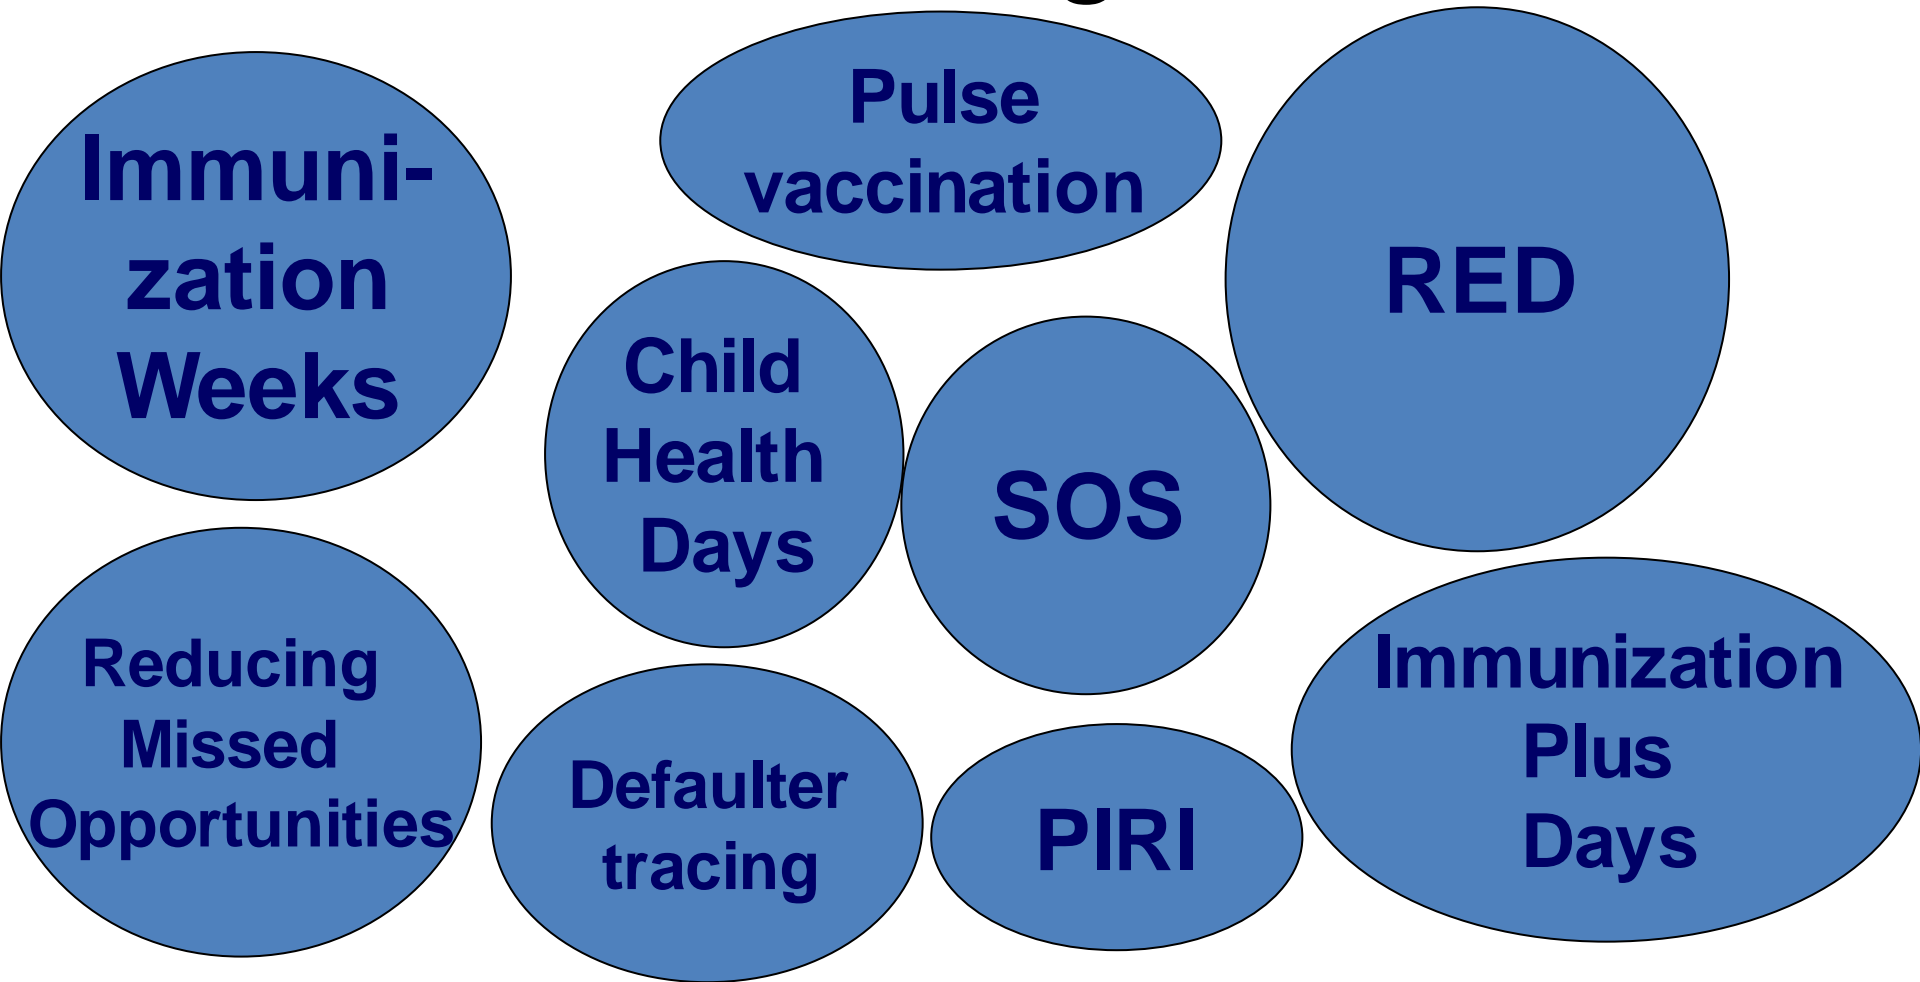 Immuni-
zation
Weeks
Pulse
vaccination
RED
Child
Health
Days
SOS
Reducing
Missed
Opportunities
Defaulter
tracing
PIRI
Immunization
Plus
Days